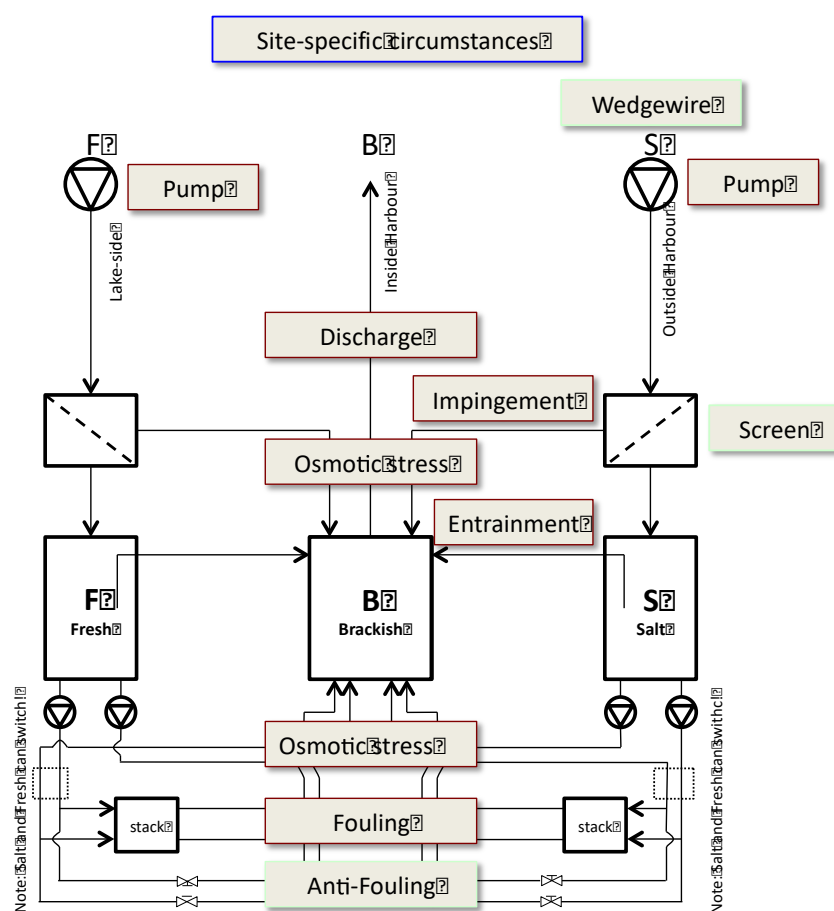 Site-specific⍰circumstances⍰
Wedgewire⍰
F⍰
B⍰
S⍰
Pump⍰
Pump⍰
Lake-side⍰
Inside⍰Harbour⍰
Outside⍰Harbour⍰
Discharge⍰
Impingement⍰
Screen⍰
Osmotic⍰stress⍰
Entrainment⍰
F⍰
Fresh⍰
B⍰
Brackish⍰
S⍰
Salt⍰
Note:⍰Salt⍰and⍰Fresh⍰can⍰switch!⍰
Note:⍰Salt⍰and⍰Fresh⍰can⍰swithc!⍰
Osmotic⍰stress⍰
stack⍰
Fouling⍰
stack⍰
Anti-Fouling⍰